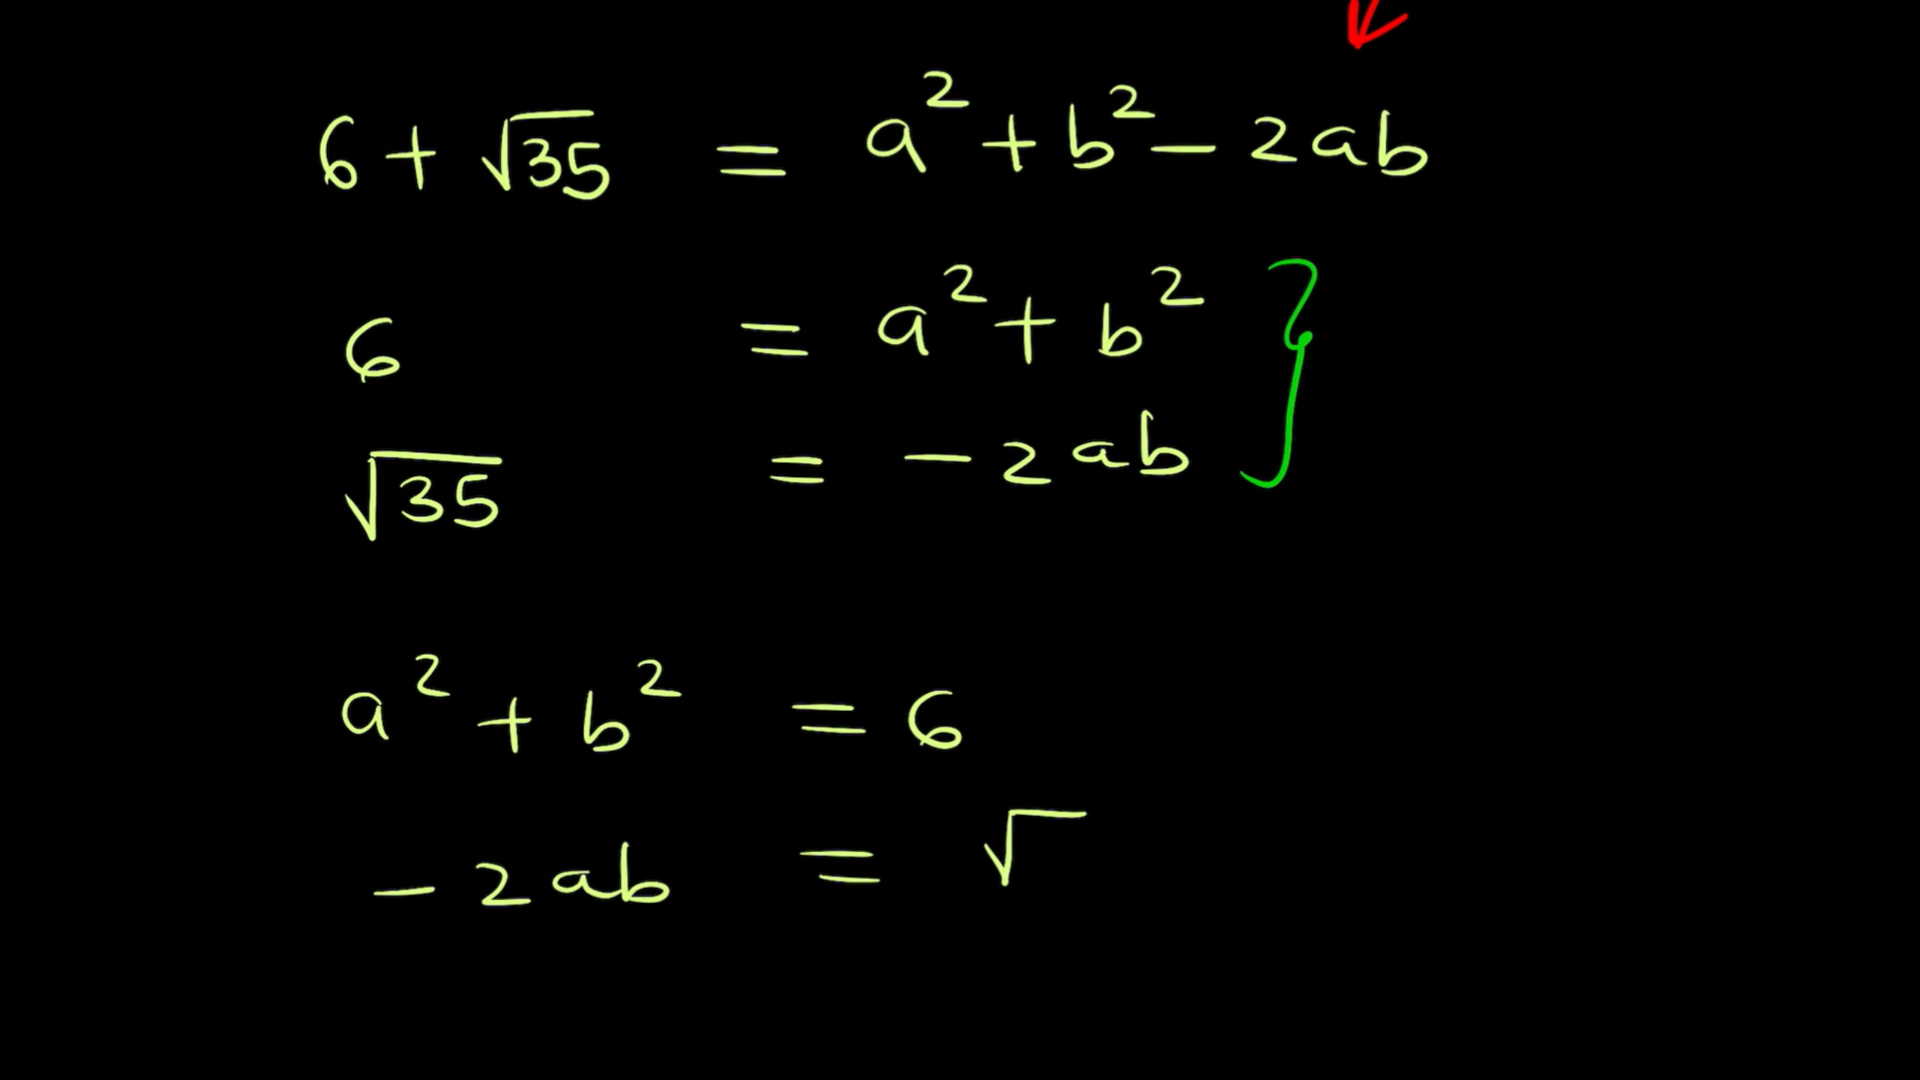 6 + √35 = a² + b² - 2ab
6 = a² + b²
√35 = - 2ab
a² + b² = 6
- 2ab = √